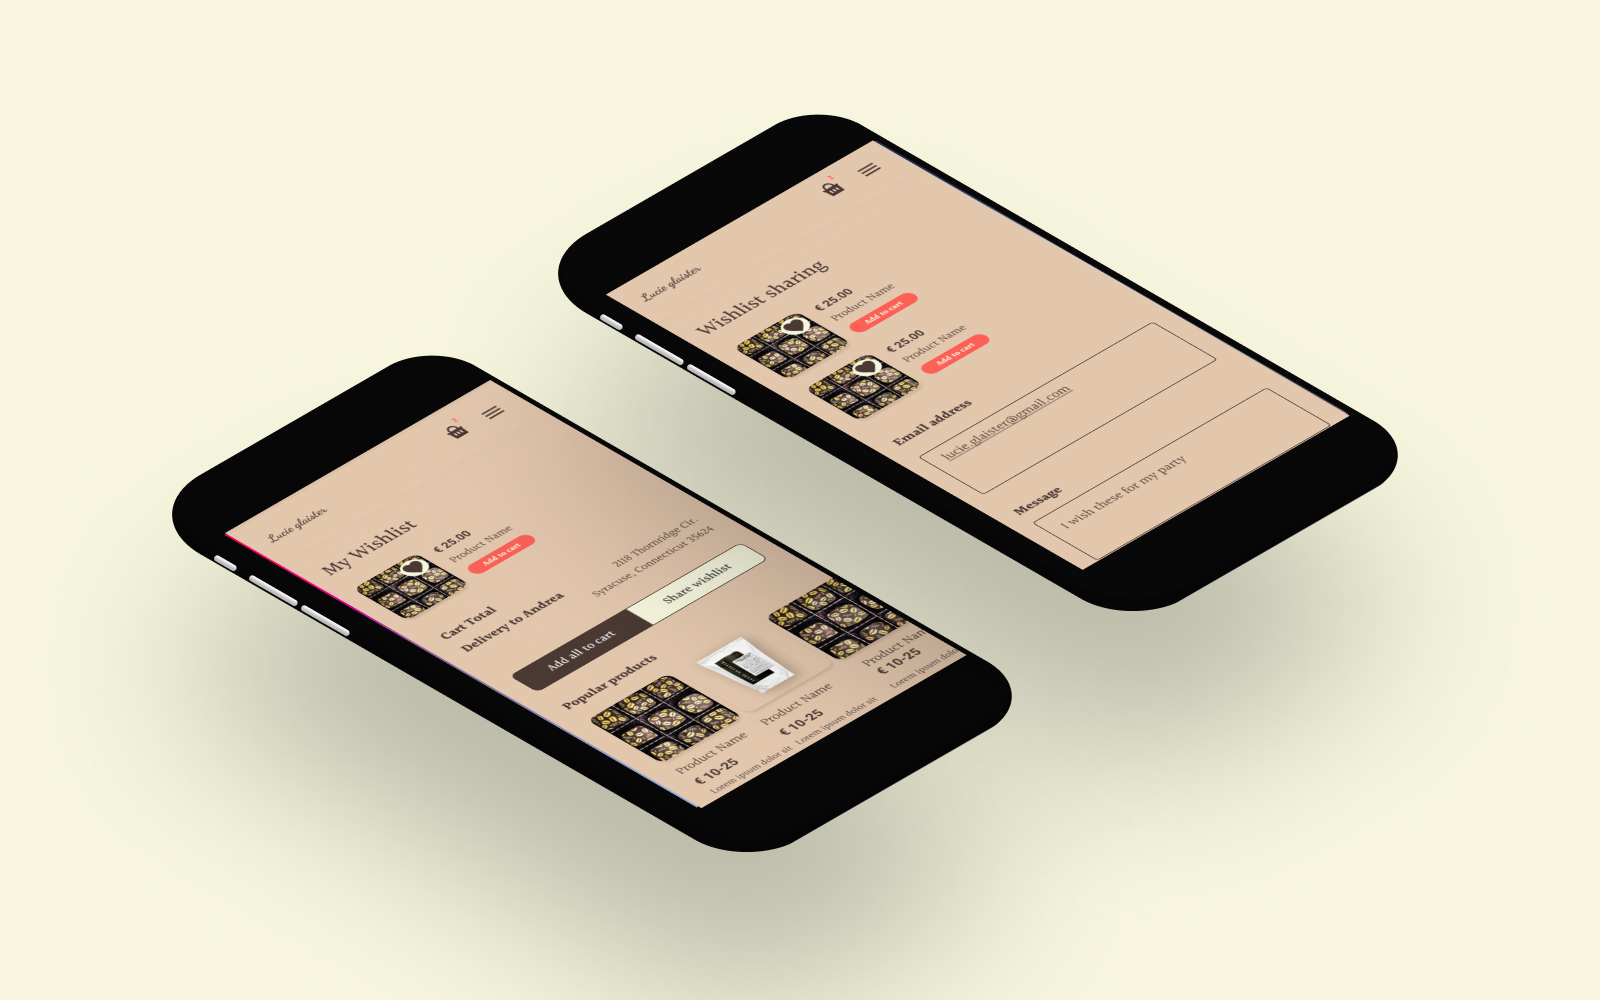 Lucie glaister
Wishlist sharing
€ 25.00
Product Name
Add to cart
€ 25.00
Product Name
Add to cart
Email address
lucie.glaister@gmail.com
Message
I wish these for my party
Lucie glaister
My Wishlist
€ 25.00
Product Name
Add to cart
Cart Total
Delivery to Andrea
2118 Thornridge Cir.
Syracuse, Connecticut 35624
Add all to cart
Share wishlist
Popular products
Product Name
€ 10-25
Lorem ipsum dolor sit
Product Name
€ 10-25
Lorem ipsum dolor sit
Product Nam
€ 10-25
Lorem ipsum dolo